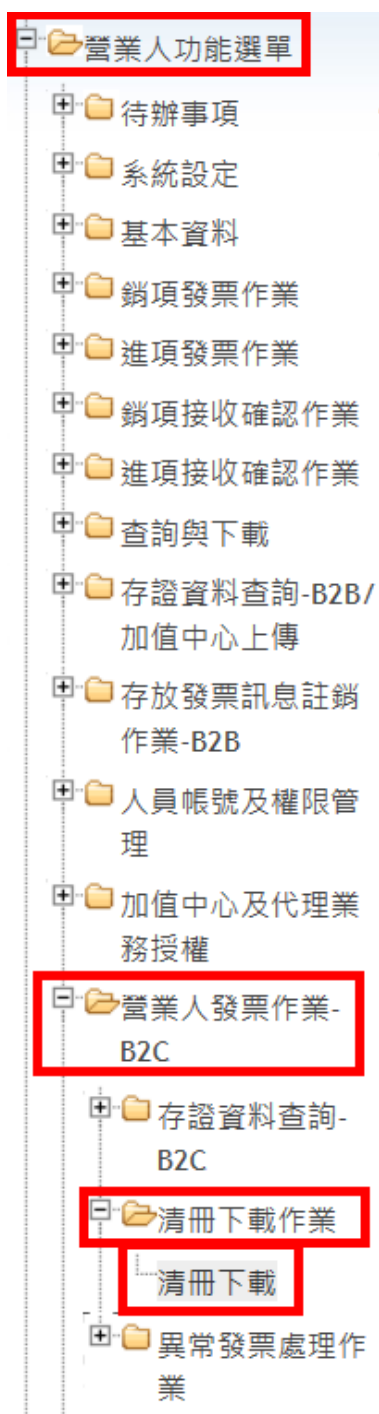 營業人功能選單
待辦事項
系統設定
基本資料
銷項發票作業
進項發票作業
銷項接收確認作業
進項接收確認作業
查詢與下載
存證資料查詢-B2B/
加值中心上傳
存放發票訊息註銷
作業-B2B
人員帳號及權限管
理
加值中心及代理業
務授權
營業人發票作業-
B2C
存證資料查詢-
B2C
清冊下載作業
清冊下載
異常發票處理作
業